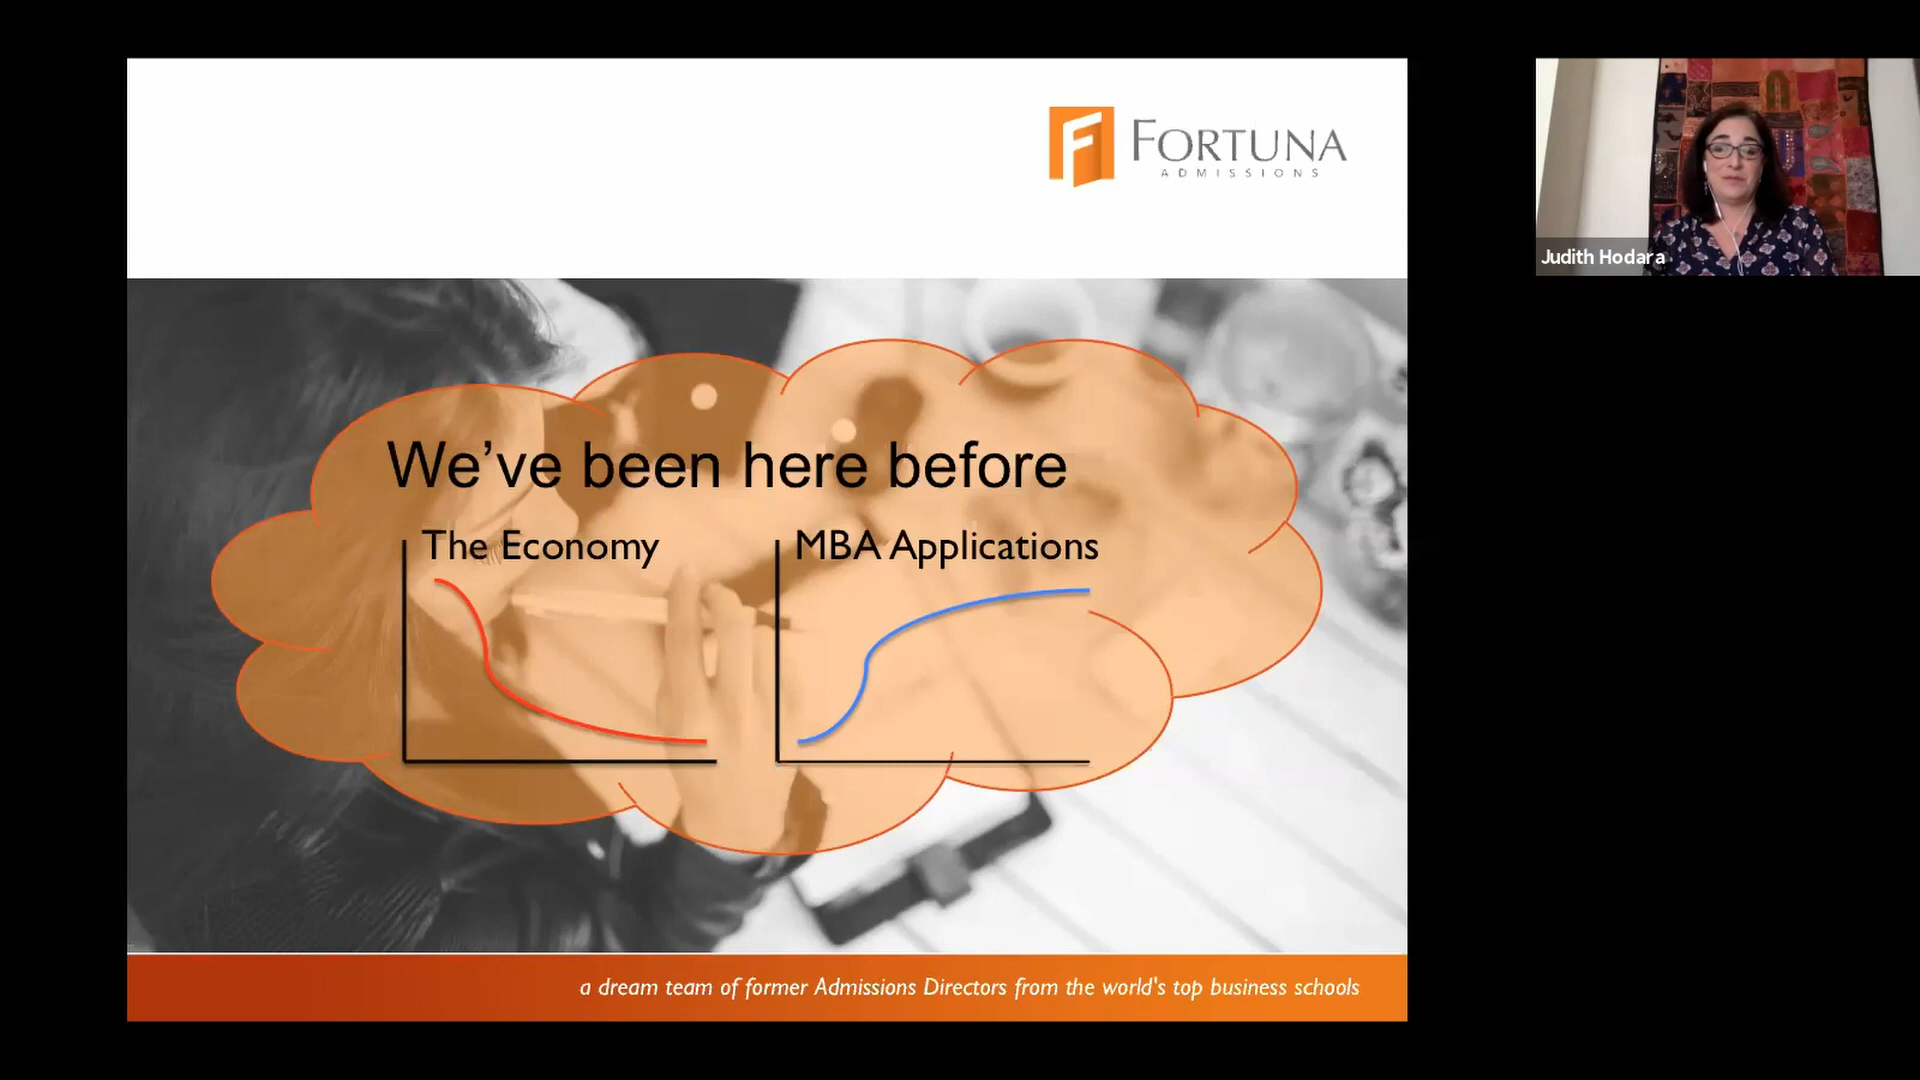 FORTUNA
ADMISSIONS
Judith Hodara
We've been here before
The Economy
MBA Applications
a dream team of former Admissions Directors from the world's top business schools